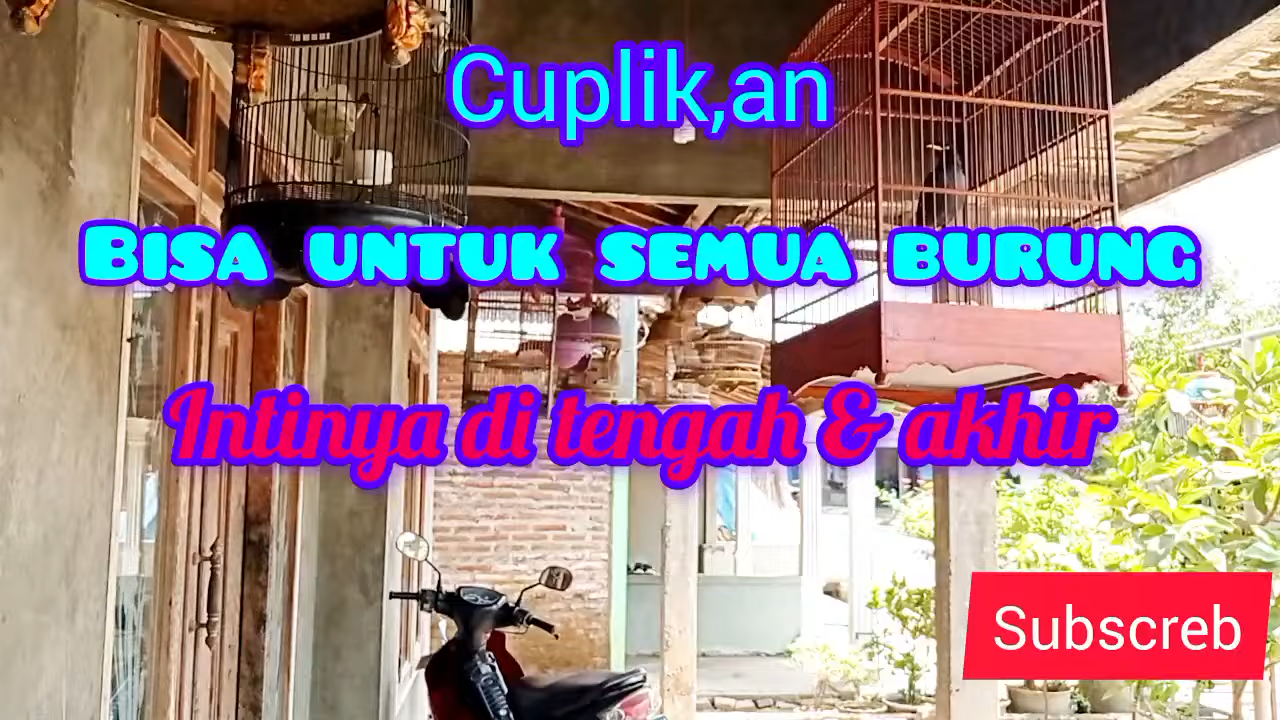 Cuplik,an
BISA UNTUK SEMUA BURUNG
Intinya di tengah & akhir
Subscreb